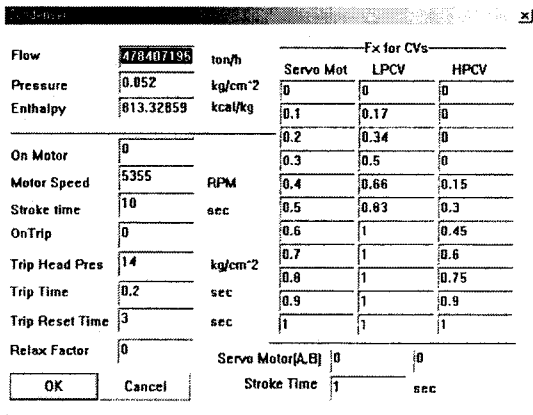 Condenser
Flow 478407195 ton/h
Pressure 0.052 kg/cm^2
Enthalpy 613.32859 kcal/kg
On Motor 0
Motor Speed 5355 RPM
Stroke time 10 sec
OnTrip 0
Trip Head Pres 14 kg/cm^2
Trip Time 0.2 sec
Trip Reset Time 3 sec
Relax Factor 0
OK Cancel
Fx for CVs
Servo Mot LPCV HPCV
0 0 0
0.1 0.17 0
0.2 0.34 0
0.3 0.5 0
0.4 0.66 0.15
0.5 0.83 0.3
0.6 1 0.45
0.7 1 0.6
0.8 1 0.75
0.9 1 0.9
1 1 1
Servo Motor(A,B) 0 0
Stroke Time 1 sec